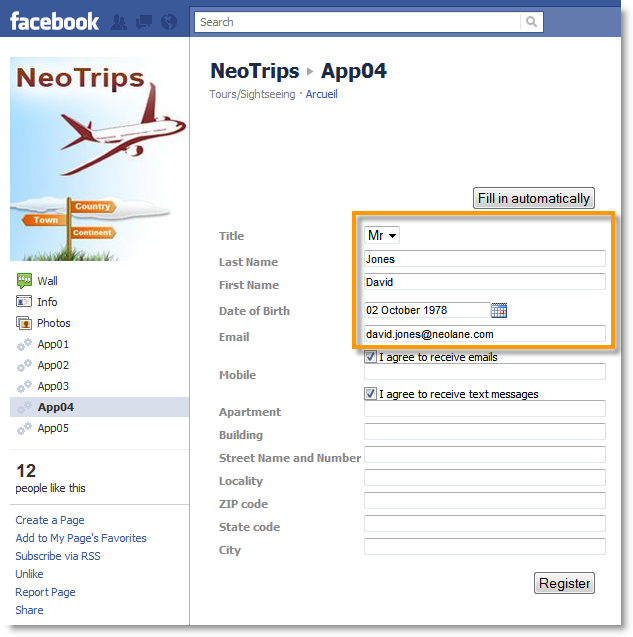 facebook
Search
NeoTrips
Country
Town
Continent
NeoTrips ▸ App04
Tours/Sightseeing · Arcueil
Fill in automatically
Title Mr
Last Name Jones
First Name David
Date of Birth 02 October 1978
Email david.jones@neolane.com
I agree to receive emails
Mobile
I agree to receive text messages
Apartment
Building
Street Name and Number
Locality
ZIP code
State code
City
Register
Wall
Info
Photos
App01
App02
App03
App04
App05
12
people like this
Create a Page
Add to My Page's Favorites
Subscribe via RSS
Unlike
Report Page
Share